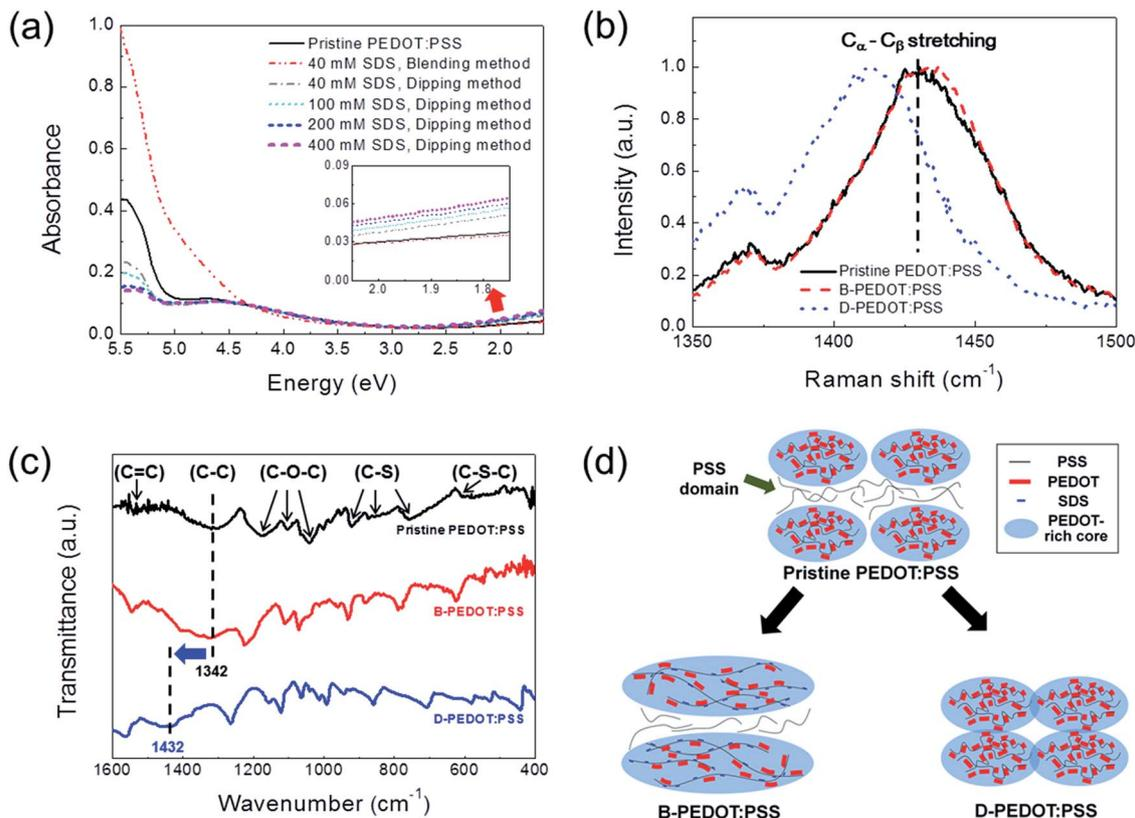 (a)
1.0
0.8
0.6
0.4
0.2
0.0
Absorbance
Pristine PEDOT:PSS
40 mM SDS, Blending method
40 mM SDS, Dipping method
100 mM SDS, Dipping method
200 mM SDS, Dipping method
400 mM SDS, Dipping method
0.09
0.06
0.03
0.00
2.0 1.9 1.8
5.5 5.0 4.5 4.0 3.5 3.0 2.5 2.0
Energy (eV)
(b)
Cα - Cβ stretching
1.0
0.8
0.6
0.4
0.2
0.0
Intensity (a.u.)
Pristine PEDOT:PSS
B-PEDOT:PSS
D-PEDOT:PSS
1350 1400 1450 1500
Raman shift (cm-1)
(c)
(C=C) (C-C) (C-O-C) (C-S) (C-S-C)
Pristine PEDOT:PSS
B-PEDOT:PSS
1342
D-PEDOT:PSS
1432
Transmittance (a.u.)
1600 1400 1200 1000 800 600 400
Wavenumber (cm-1)
(d)
PSS
domain
PSS
PEDOT
SDS
PEDOT-
rich core
Pristine PEDOT:PSS
B-PEDOT:PSS
D-PEDOT:PSS